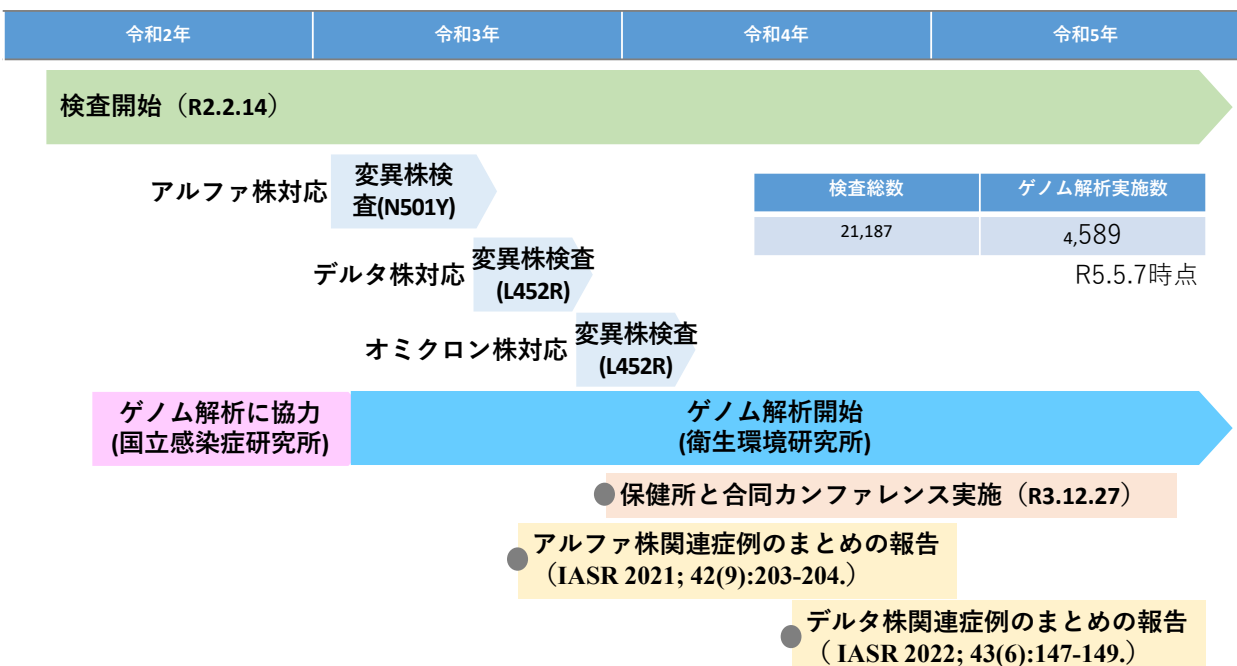 令和2年 令和3年 令和4年 令和5年
検査開始（R2.2.14）
アルファ株対応
変異株検
査(N501Y)
検査総数 ゲノム解析実施数
21,187 4,589
R5.5.7時点
デルタ株対応
変異株検査
(L452R)
オミクロン株対応
変異株検査
(L452R)
ゲノム解析に協力
(国立感染症研究所)
ゲノム解析開始
(衛生環境研究所)
保健所と合同カンファレンス実施（R3.12.27）
アルファ株関連症例のまとめの報告
（IASR 2021; 42(9):203-204.）
デルタ株関連症例のまとめの報告
（ IASR 2022; 43(6):147-149.）